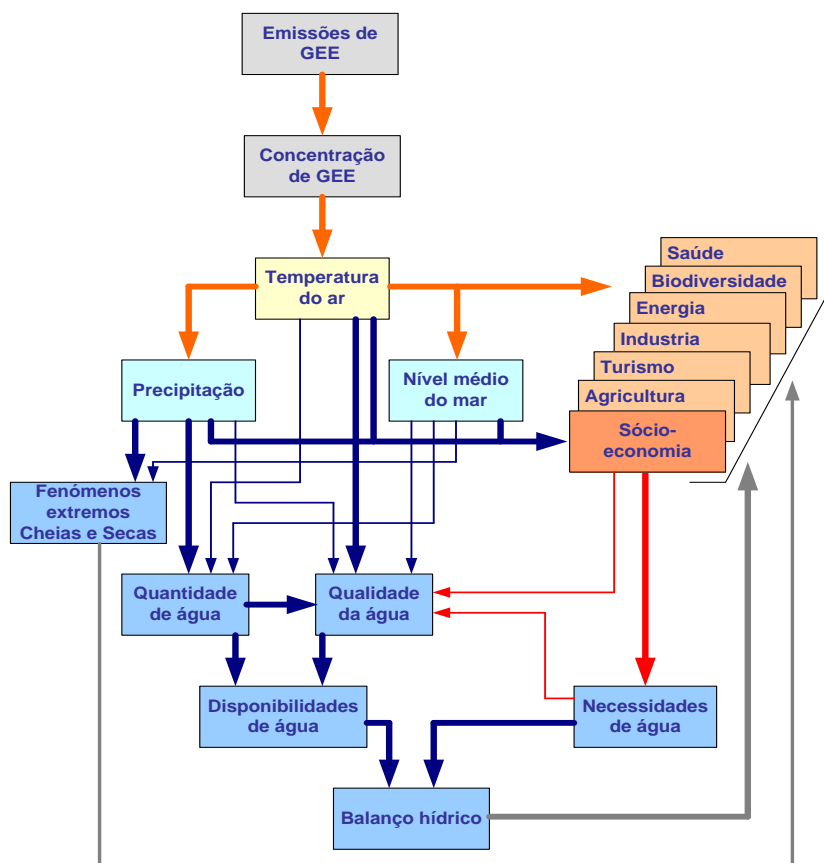 Emissões de
GEE
Concentração
de GEE
Temperatura
do ar
Saúde
Biodiversidade
Energia
Industria
Turismo
Agricultura
Sócio-
economia
Precipitação
Nível médio
do mar
Fenómenos
extremos
Cheias e Secas
Quantidade
de água
Qualidade
da água
Disponibilidades
de água
Necessidades
de água
Balanço hídrico